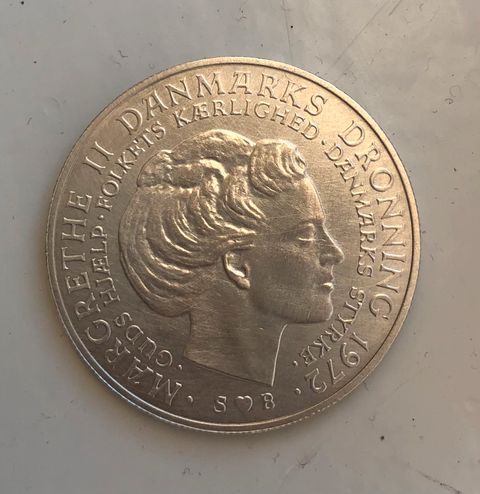 · MARGRETHE II DANMARKS DRONNING 1972 ·
· GUDS HJÆLP · FOLKETS KÆRLIGHED · DANMARKS STYRKE ·
S ♡ B